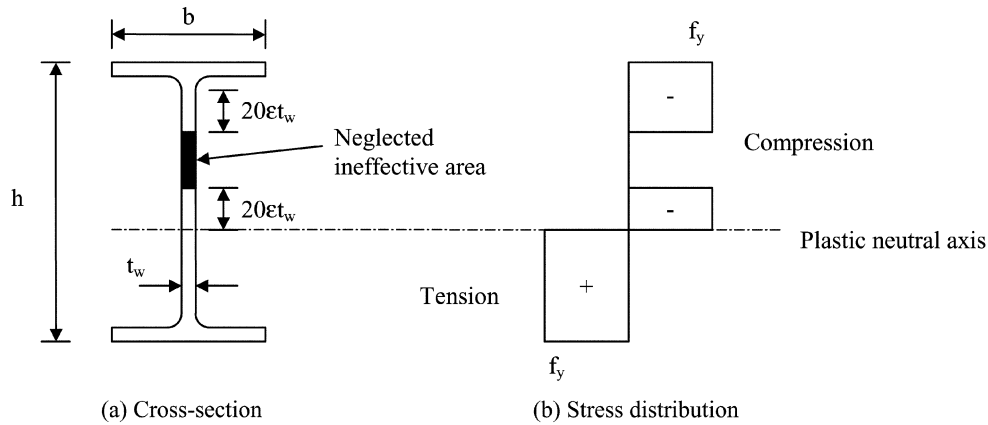 b
f_y
20εt_w
-
Neglected
ineffective area
Compression
h
20εt_w
-
Plastic neutral axis
t_w
Tension
+
f_y
(a) Cross-section
(b) Stress distribution